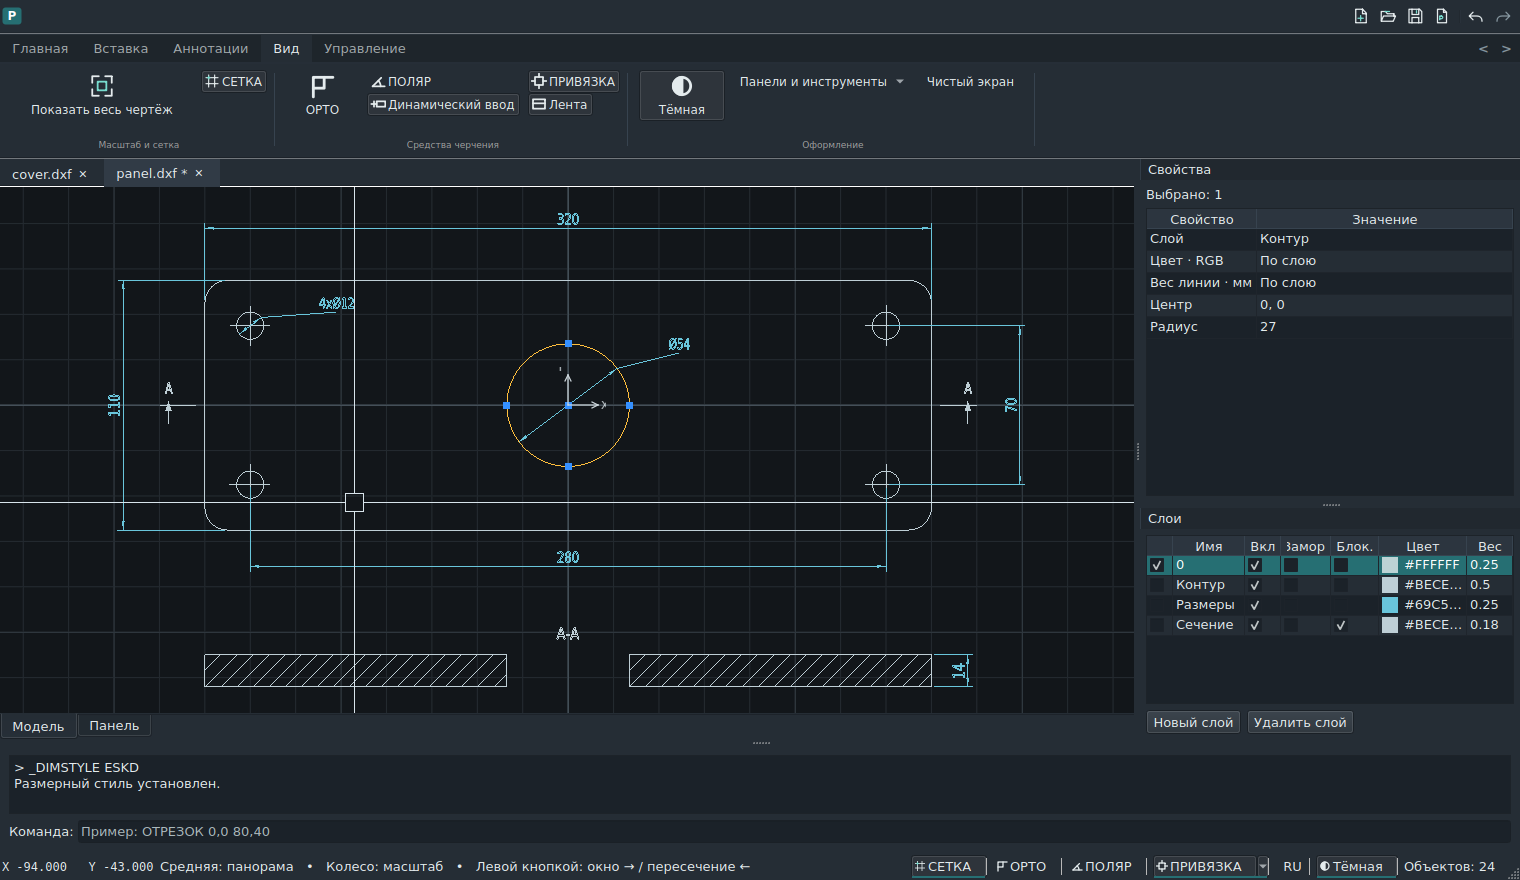 P
Главная Вставка Аннотации Вид Управление < >
Показать весь чертёж
СЕТКА
Масштаб и сетка
ОРТО
ПОЛЯР
Динамический ввод
ПРИВЯЗКА
Лента
Средства черчения
Тёмная
Панели и инструменты
Чистый экран
Оформление
cover.dxf × panel.dxf * ×
320
4xØ12
Ø54
A
A
110
70
X
280
A-A
14
Модель Панель
Свойства
Выбрано: 1
Свойство Значение
Слой Контур
Цвет · RGB По слою
Вес линии · мм По слою
Центр 0, 0
Радиус 27
Слои
Имя Вкл Замор Блок. Цвет Вес
0 #FFFFFF 0.25
Контур #BECE... 0.5
Размеры #69C5... 0.25
Сечение #BECE... 0.18
Новый слой Удалить слой
> _DIMSTYLE ESKD
Размерный стиль установлен.
Команда: Пример: ОТРЕЗОК 0,0 80,40
X -94.000 Y -43.000 Средняя: панорама • Колесо: масштаб • Левой кнопкой: окно → / пересечение ← СЕТКА ОРТО ПОЛЯР ПРИВЯЗКА RU Тёмная Объектов: 24